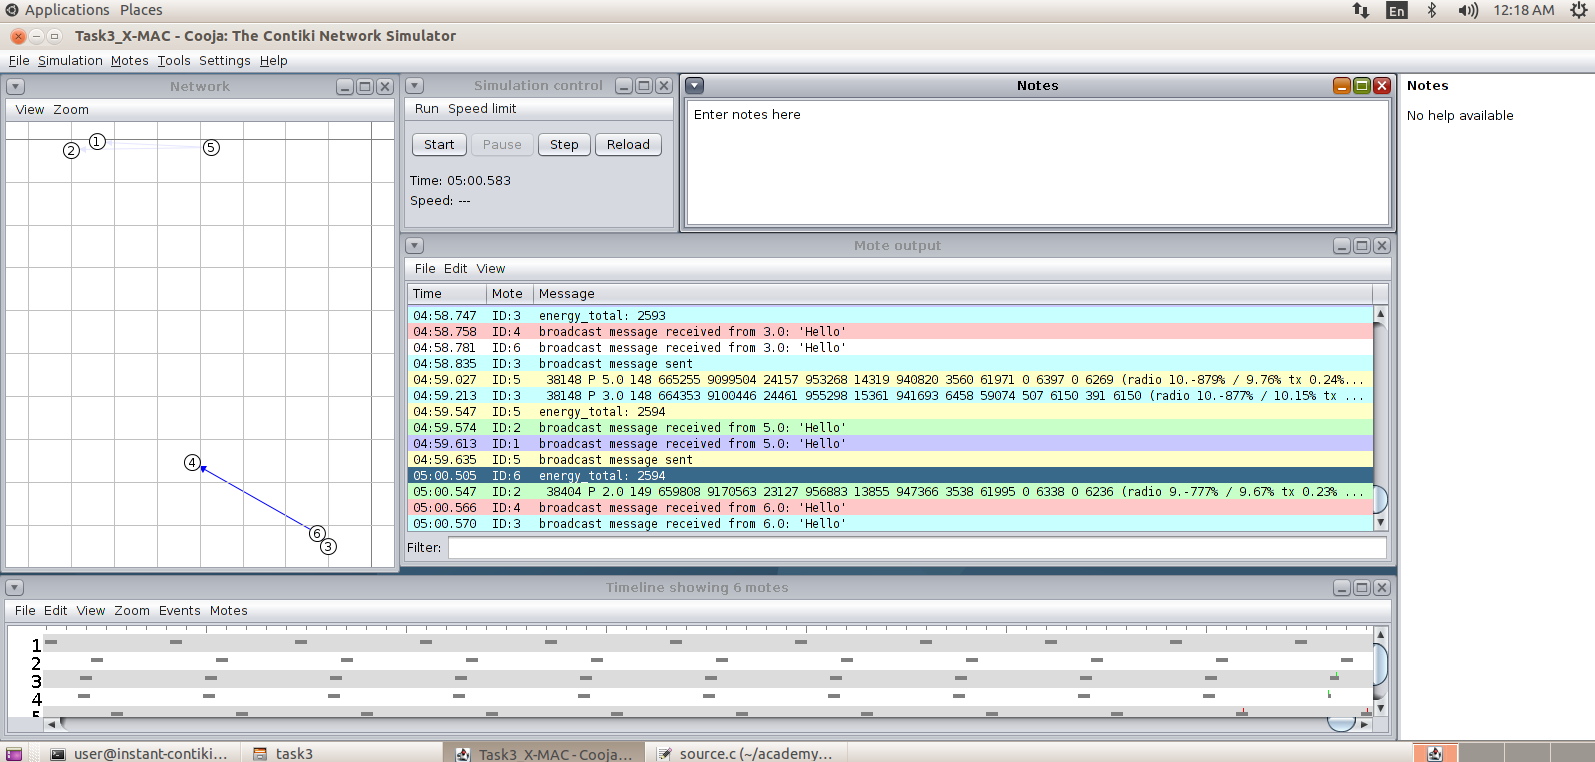 Applications Places
En 12:18 AM
Task3_X-MAC - Cooja: The Contiki Network Simulator
File Simulation Motes Tools Settings Help
Network
View Zoom
1
2
5
4
6
3
Simulation control
Run Speed limit
Start Pause Step Reload
Time: 05:00.583
Speed: ---
Notes
Enter notes here
Notes
No help available
Mote output
File Edit View
Time Mote Message
04:58.747 ID:3 energy_total: 2593
04:58.758 ID:4 broadcast message received from 3.0: 'Hello'
04:58.781 ID:6 broadcast message received from 3.0: 'Hello'
04:58.835 ID:3 broadcast message sent
04:59.027 ID:5 38148 P 5.0 148 665255 9099504 24157 953268 14319 940820 3560 61971 0 6397 0 6269 (radio 10.-879% / 9.76% tx 0.24%...
04:59.213 ID:3 38148 P 3.0 148 664353 9100446 24461 955298 15361 941693 6458 59074 507 6150 391 6150 (radio 10.-877% / 10.15% tx ...
04:59.547 ID:5 energy_total: 2594
04:59.574 ID:2 broadcast message received from 5.0: 'Hello'
04:59.613 ID:1 broadcast message received from 5.0: 'Hello'
04:59.635 ID:5 broadcast message sent
05:00.505 ID:6 energy_total: 2594
05:00.547 ID:2 38404 P 2.0 149 659808 9170563 23127 956883 13855 947366 3538 61995 0 6338 0 6236 (radio 9.-777% / 9.67% tx 0.23% ...
05:00.566 ID:4 broadcast message received from 6.0: 'Hello'
05:00.570 ID:3 broadcast message received from 6.0: 'Hello'
Filter:
Timeline showing 6 motes
File Edit View Zoom Events Motes
1
2
3
4
5
user@instant-contiki... task3 Task3_X-MAC - Cooja... source.c (~/academy...